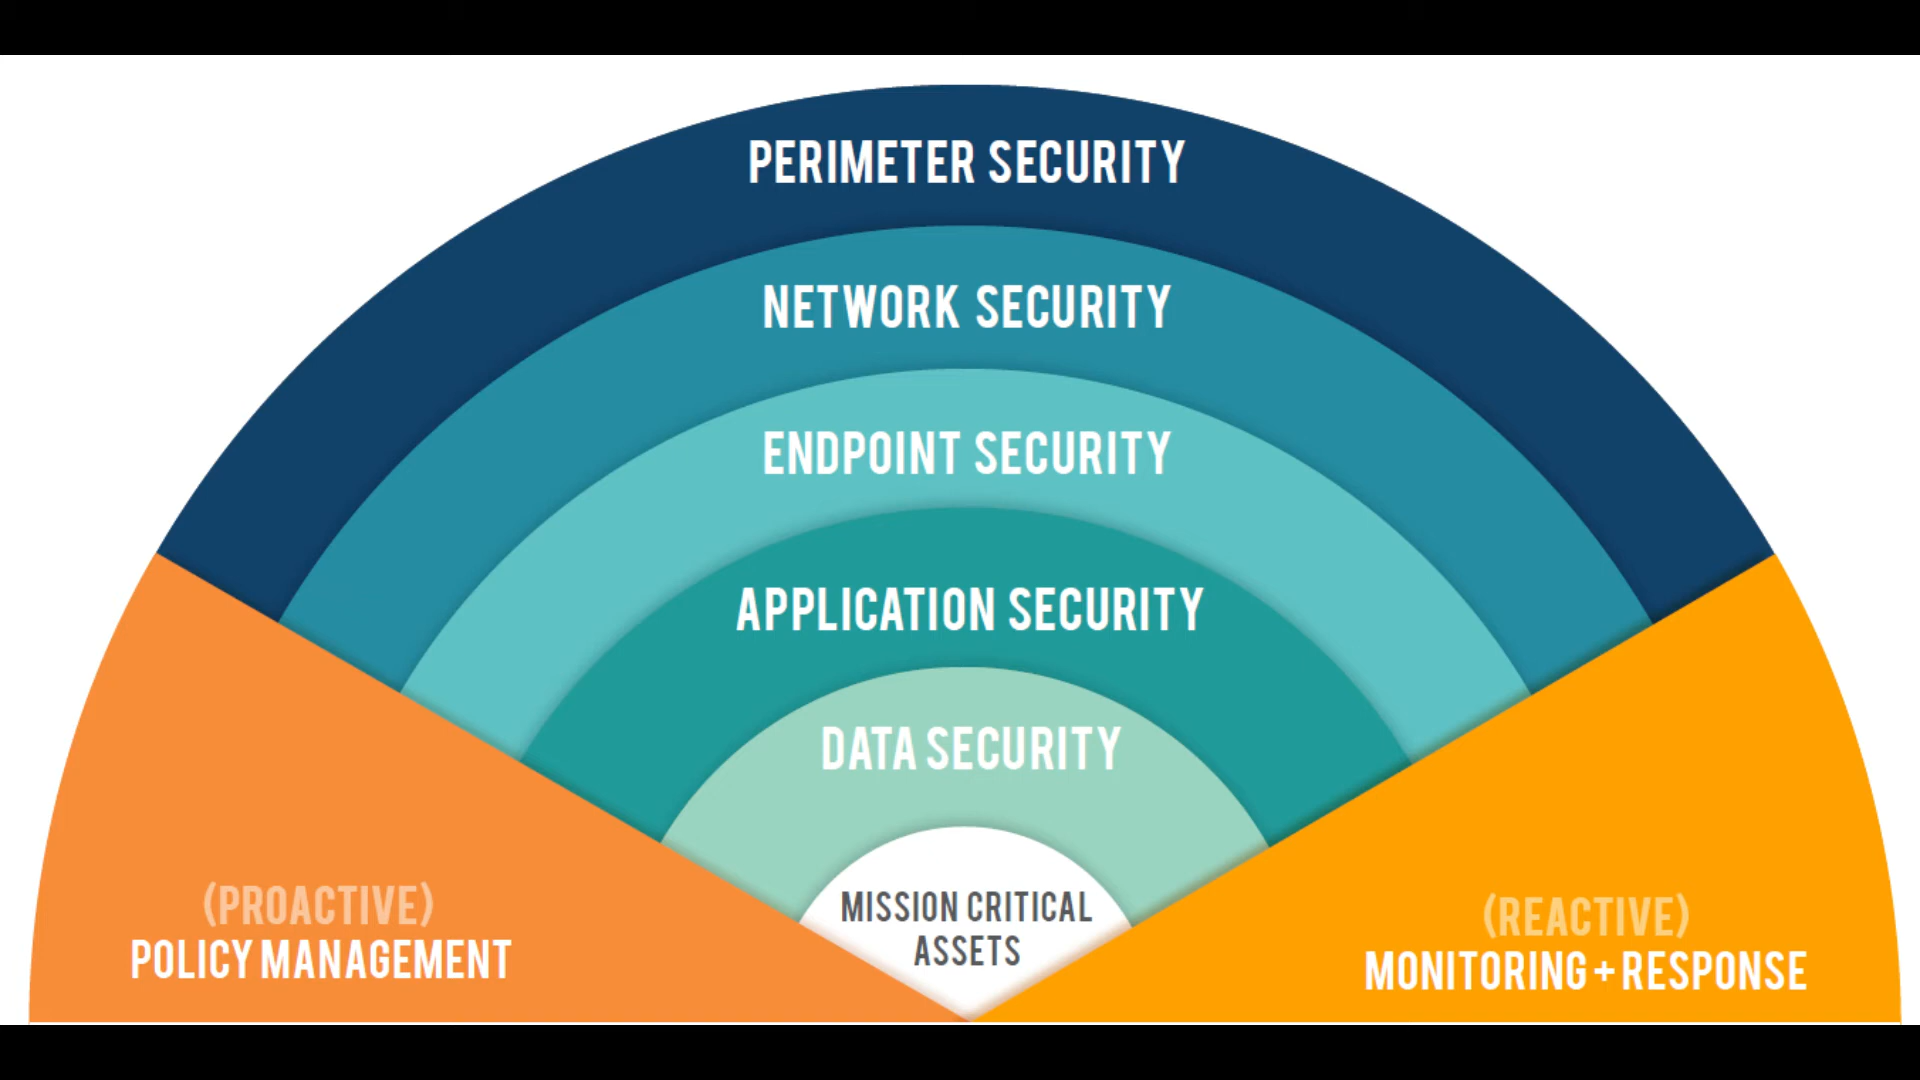 PERIMETER SECURITY
NETWORK SECURITY
ENDPOINT SECURITY
APPLICATION SECURITY
DATA SECURITY
MISSION CRITICAL
ASSETS
(PROACTIVE)
POLICY MANAGEMENT
(REACTIVE)
MONITORING + RESPONSE